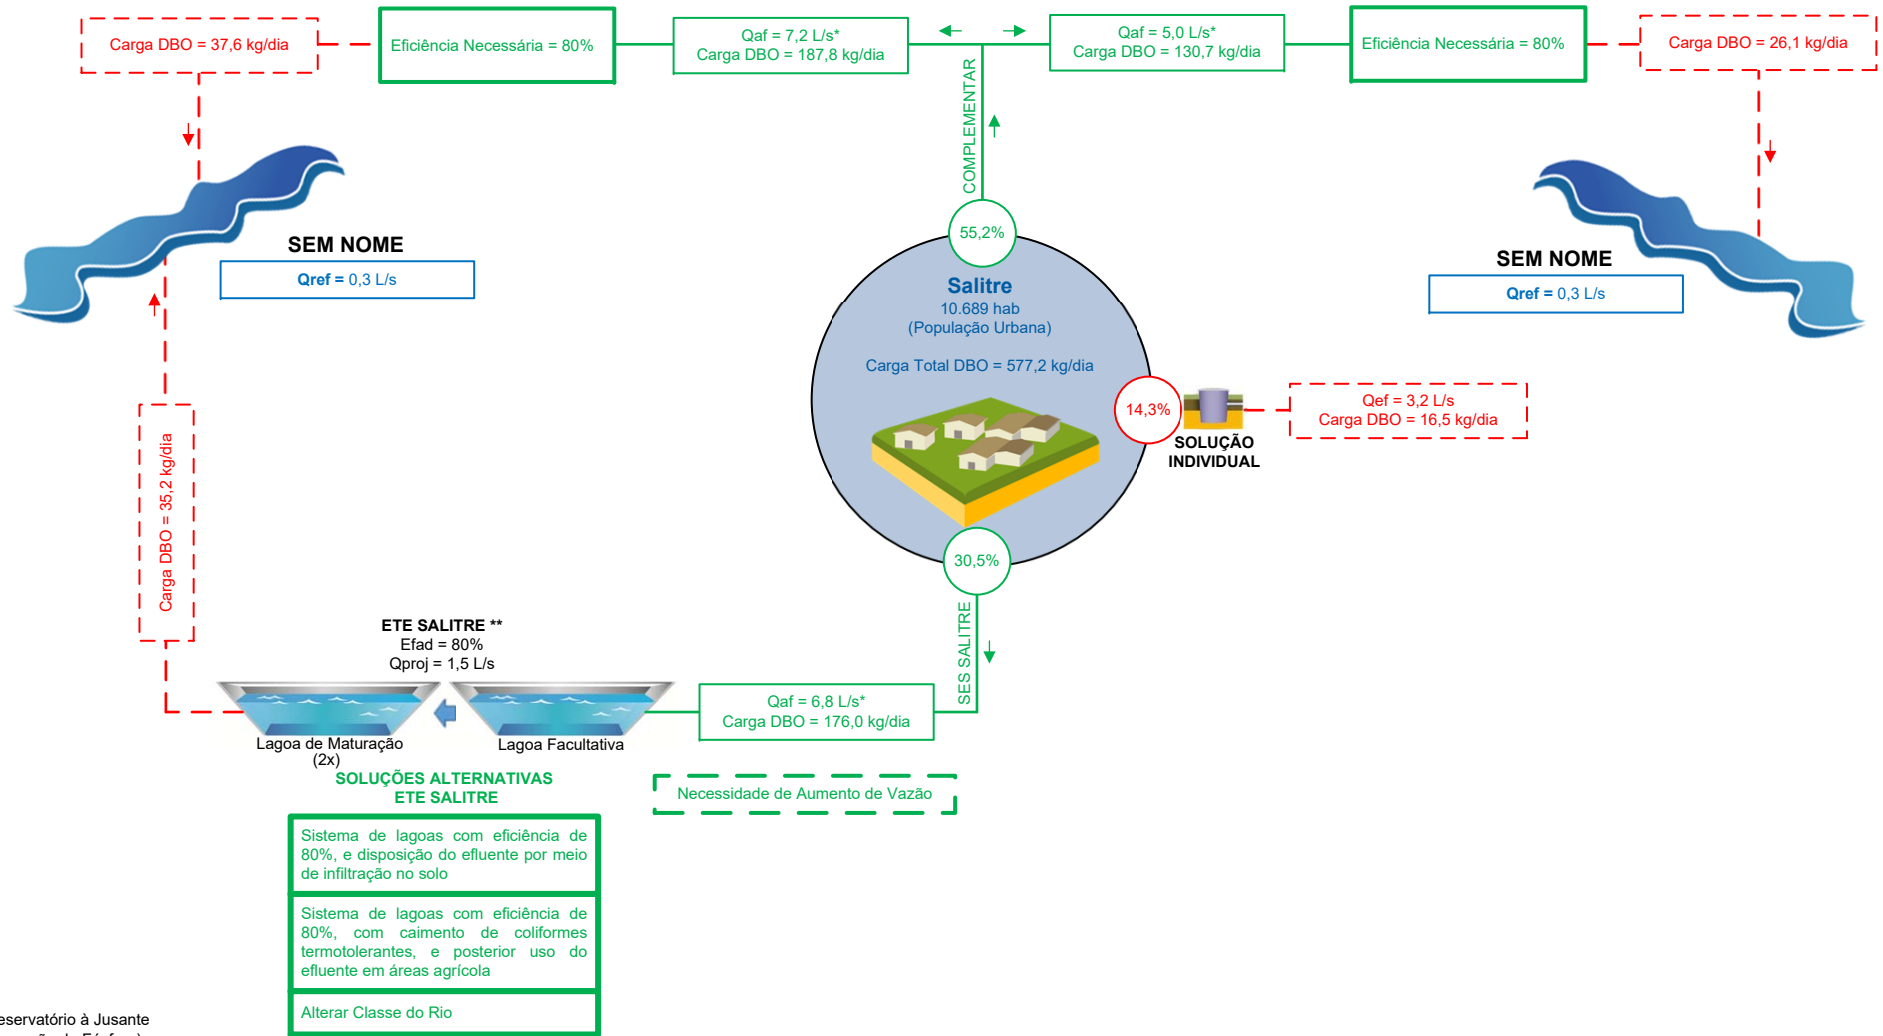 Carga DBO = 37,6 kg/dia
Eficiência Necessária = 80%
Qaf = 7,2 L/s*
Carga DBO = 187,8 kg/dia
Qaf = 5,0 L/s*
Carga DBO = 130,7 kg/dia
Eficiência Necessária = 80%
Carga DBO = 26,1 kg/dia
COMPLEMENTAR
SEM NOME
Qref = 0,3 L/s
SEM NOME
Qref = 0,3 L/s
55,2%
Salitre
10.689 hab
(População Urbana)
Carga Total DBO = 577,2 kg/dia
14,3%
SOLUÇÃO
INDIVIDUAL
Qef = 3,2 L/s
Carga DBO = 16,5 kg/dia
30,5%
SES SALITRE
Carga DBO = 35,2 kg/dia
ETE SALITRE **
Efad = 80%
Qproj = 1,5 L/s
Qaf = 6,8 L/s*
Carga DBO = 176,0 kg/dia
Lagoa de Maturação
(2x)
Lagoa Facultativa
Necessidade de Aumento de Vazão
SOLUÇÕES ALTERNATIVAS
ETE SALITRE
Sistema de lagoas com eficiência de
80%, e disposição do efluente por meio
de infiltração no solo
Sistema de lagoas com eficiência de
80%, com caimento de coliformes
termotolerantes, e posterior uso do
efluente em áreas agrícola
Alterar Classe do Rio
à Jusante